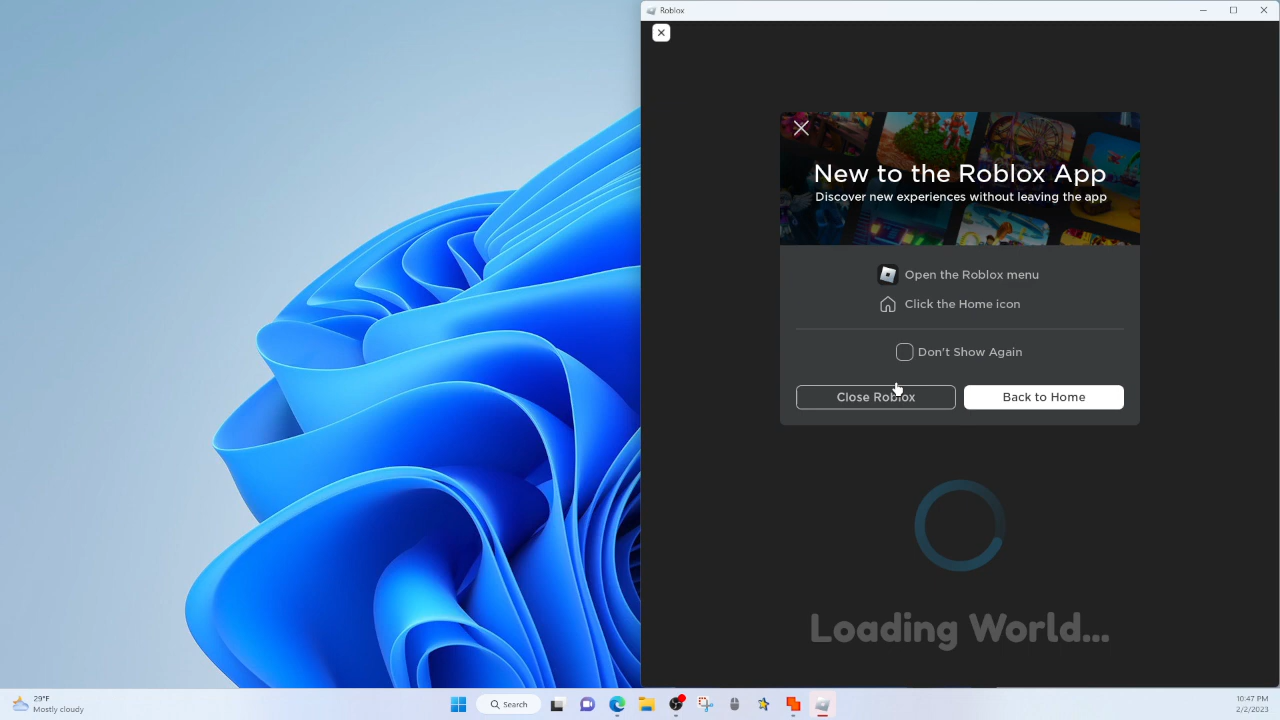 Roblox
New to the Roblox App
Discover new experiences without leaving the app
Open the Roblox menu
Click the Home icon
Don't Show Again
Close Roblox
Back to Home
Loading World...
29°F
Mostly cloudy
Search
10:47 PM
2/2/2023